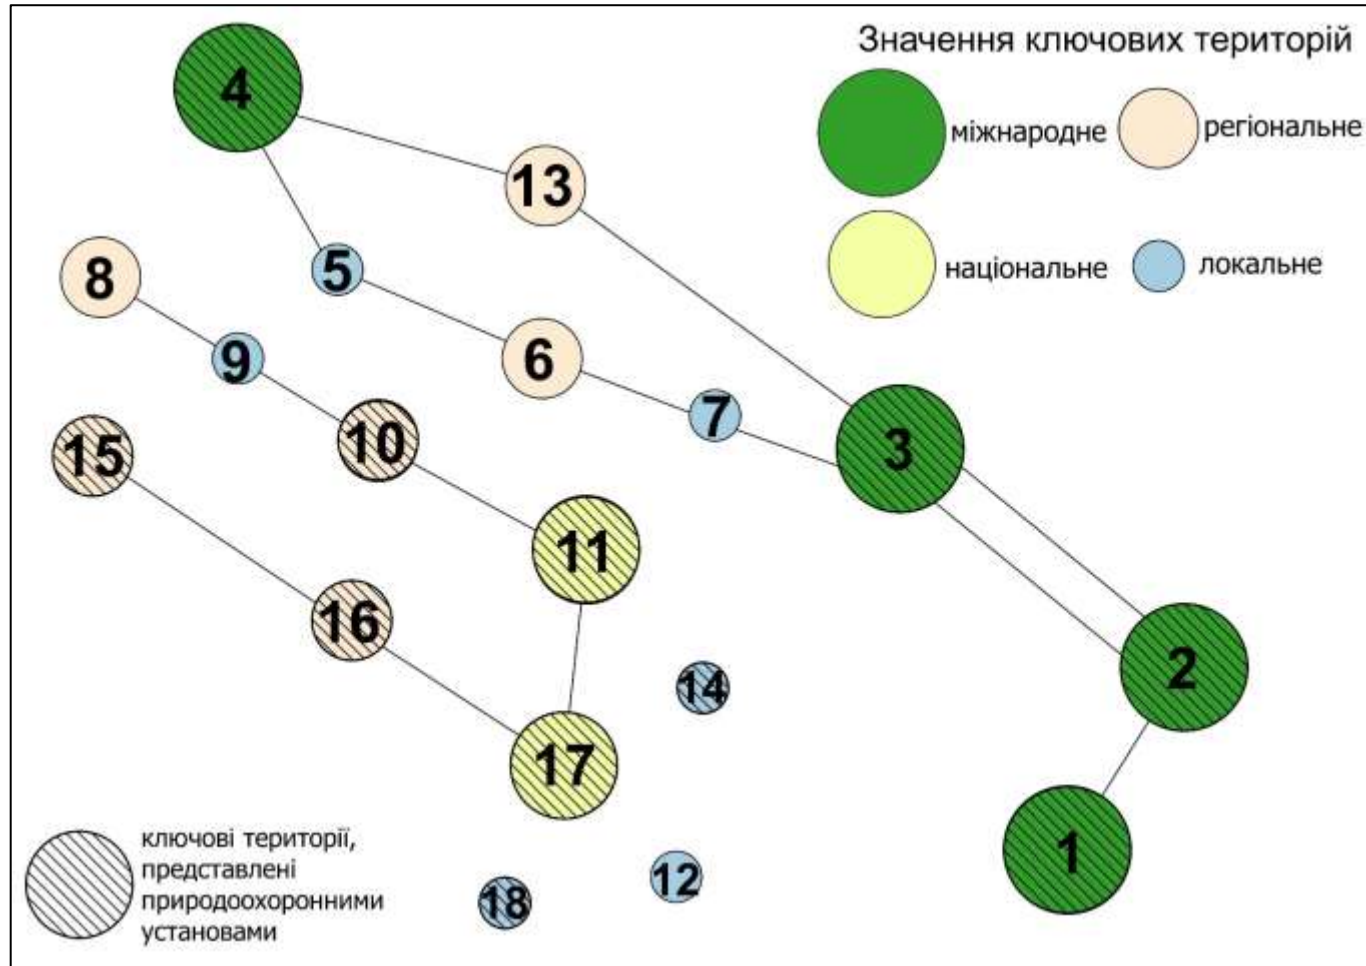 Значення ключових територій
міжнародне
регіональне
національне
локальне
4
13
5
8
9
6
7
10
3
15
11
16
2
14
17
1
12
18
ключові території,
представлені
природоохоронними
установами